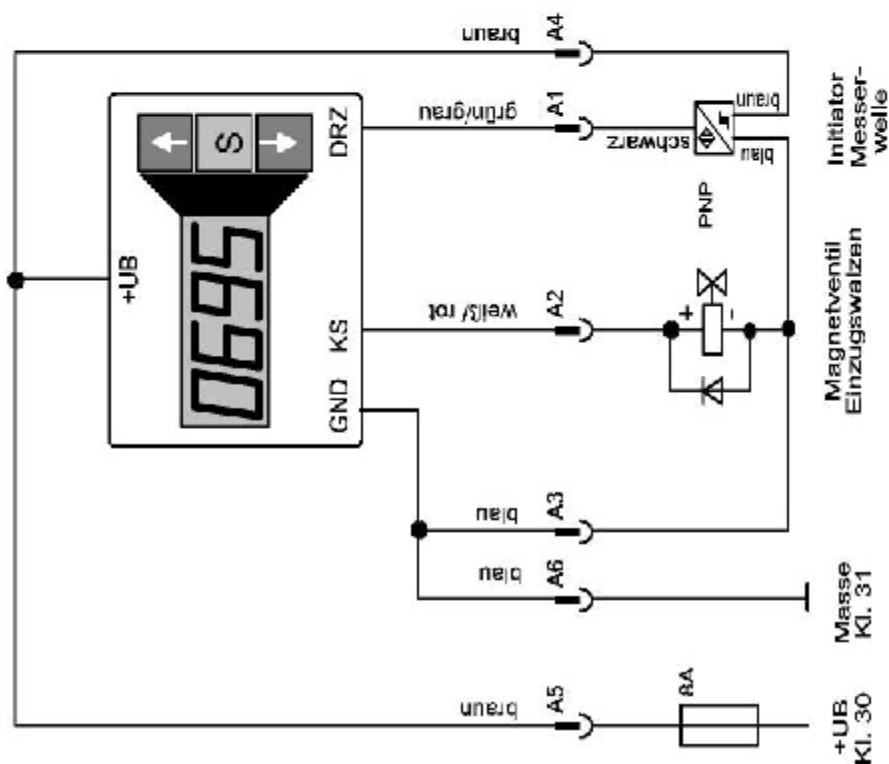 braun
A4
+UB
S
0695
GND
KS
DRZ
grün/grau
A1
weiß/ rot
A2
blau
A3
blau
A6
braun
A5
schwarz
braun
blau
PNP
+
-
8A
+UB
Kl. 30
Masse
Kl. 31
Magnetventil
Einzugswalzen
Initiator
Messer-
welle